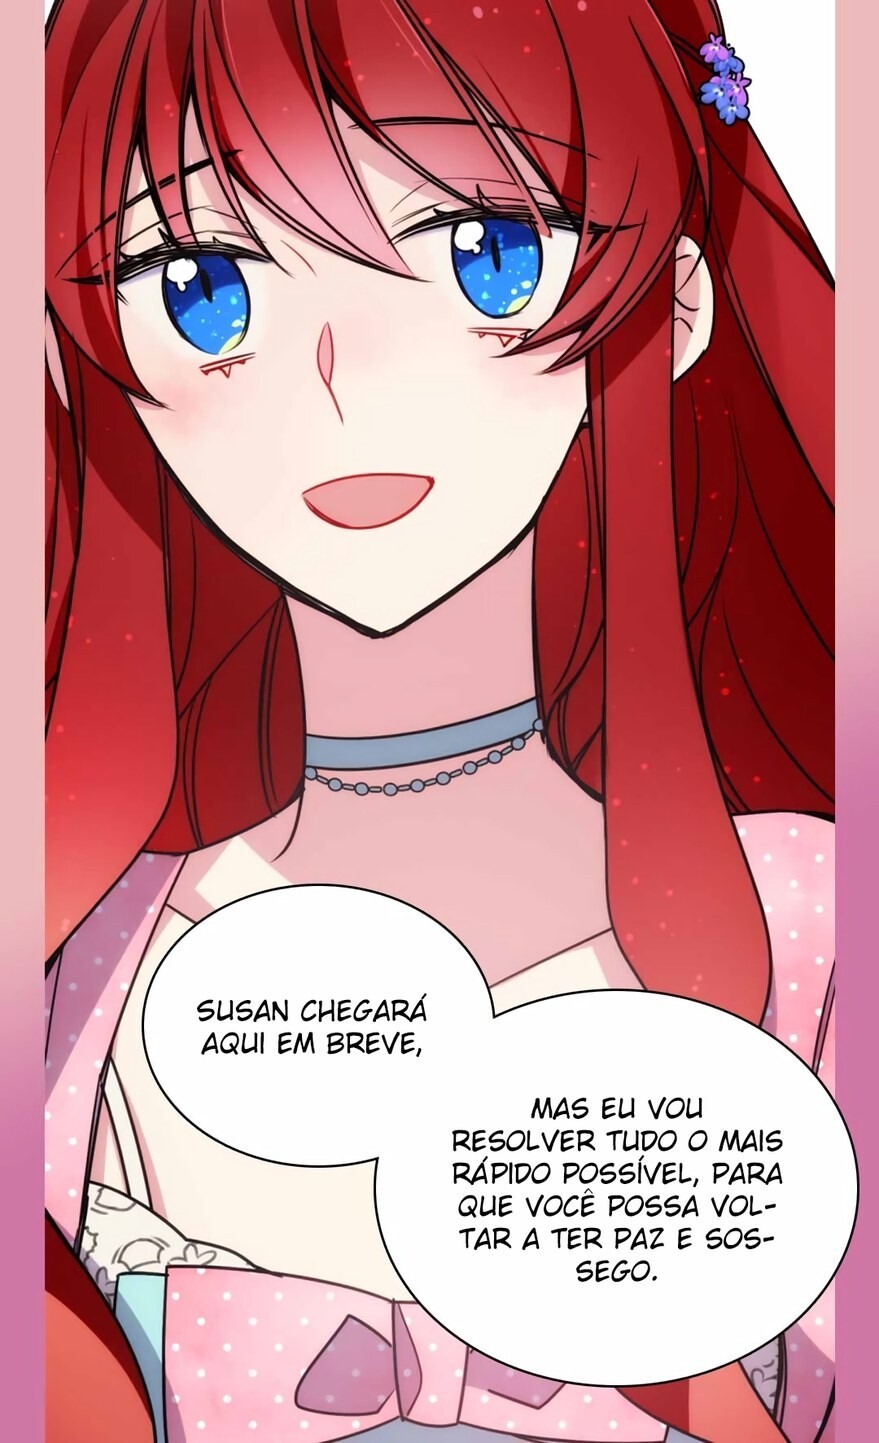 SUSAN CHEGARÁ
AQUI EM BREVE,
MAS EU VOU
RESOLVER TUDO O MAIS
RÁPIDO POSSÍVEL, PARA
QUE VOCÊ POSSA VOL-
TAR A TER PAZ E SOS-
SEGO.